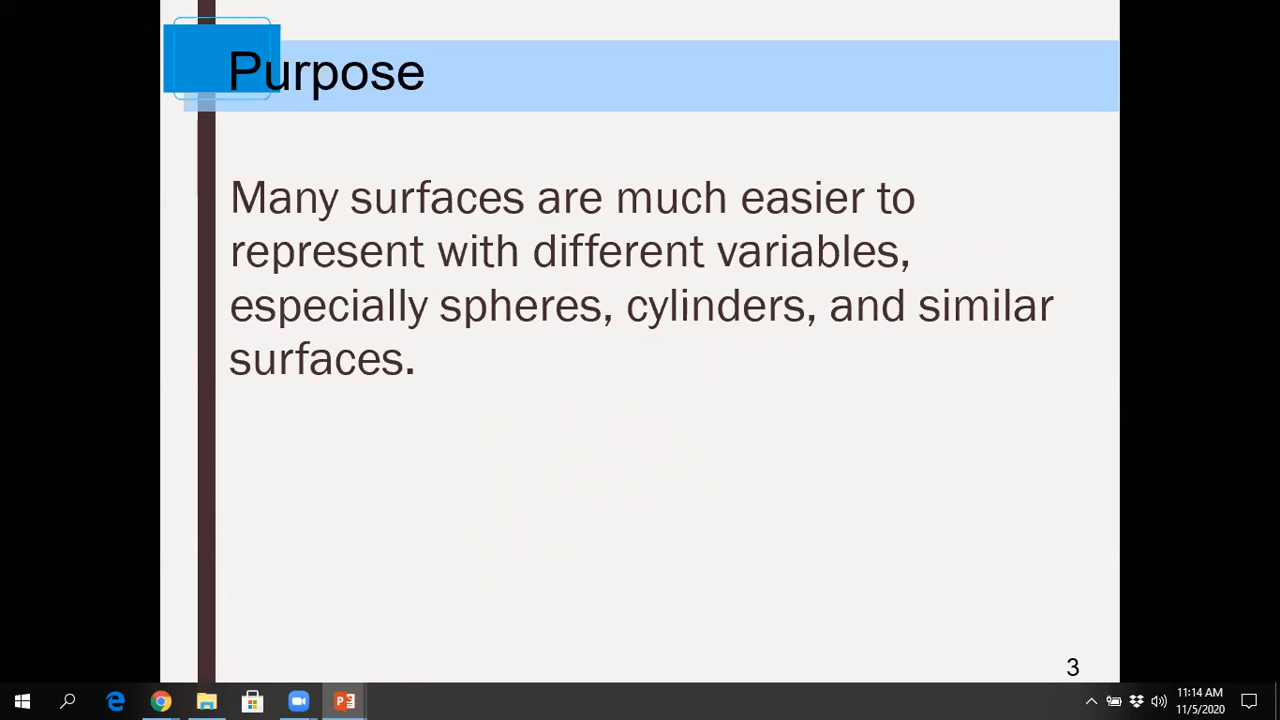 Purpose
Many surfaces are much easier to
represent with different variables,
especially spheres, cylinders, and similar
surfaces.
3
11:14 AM
11/5/2020